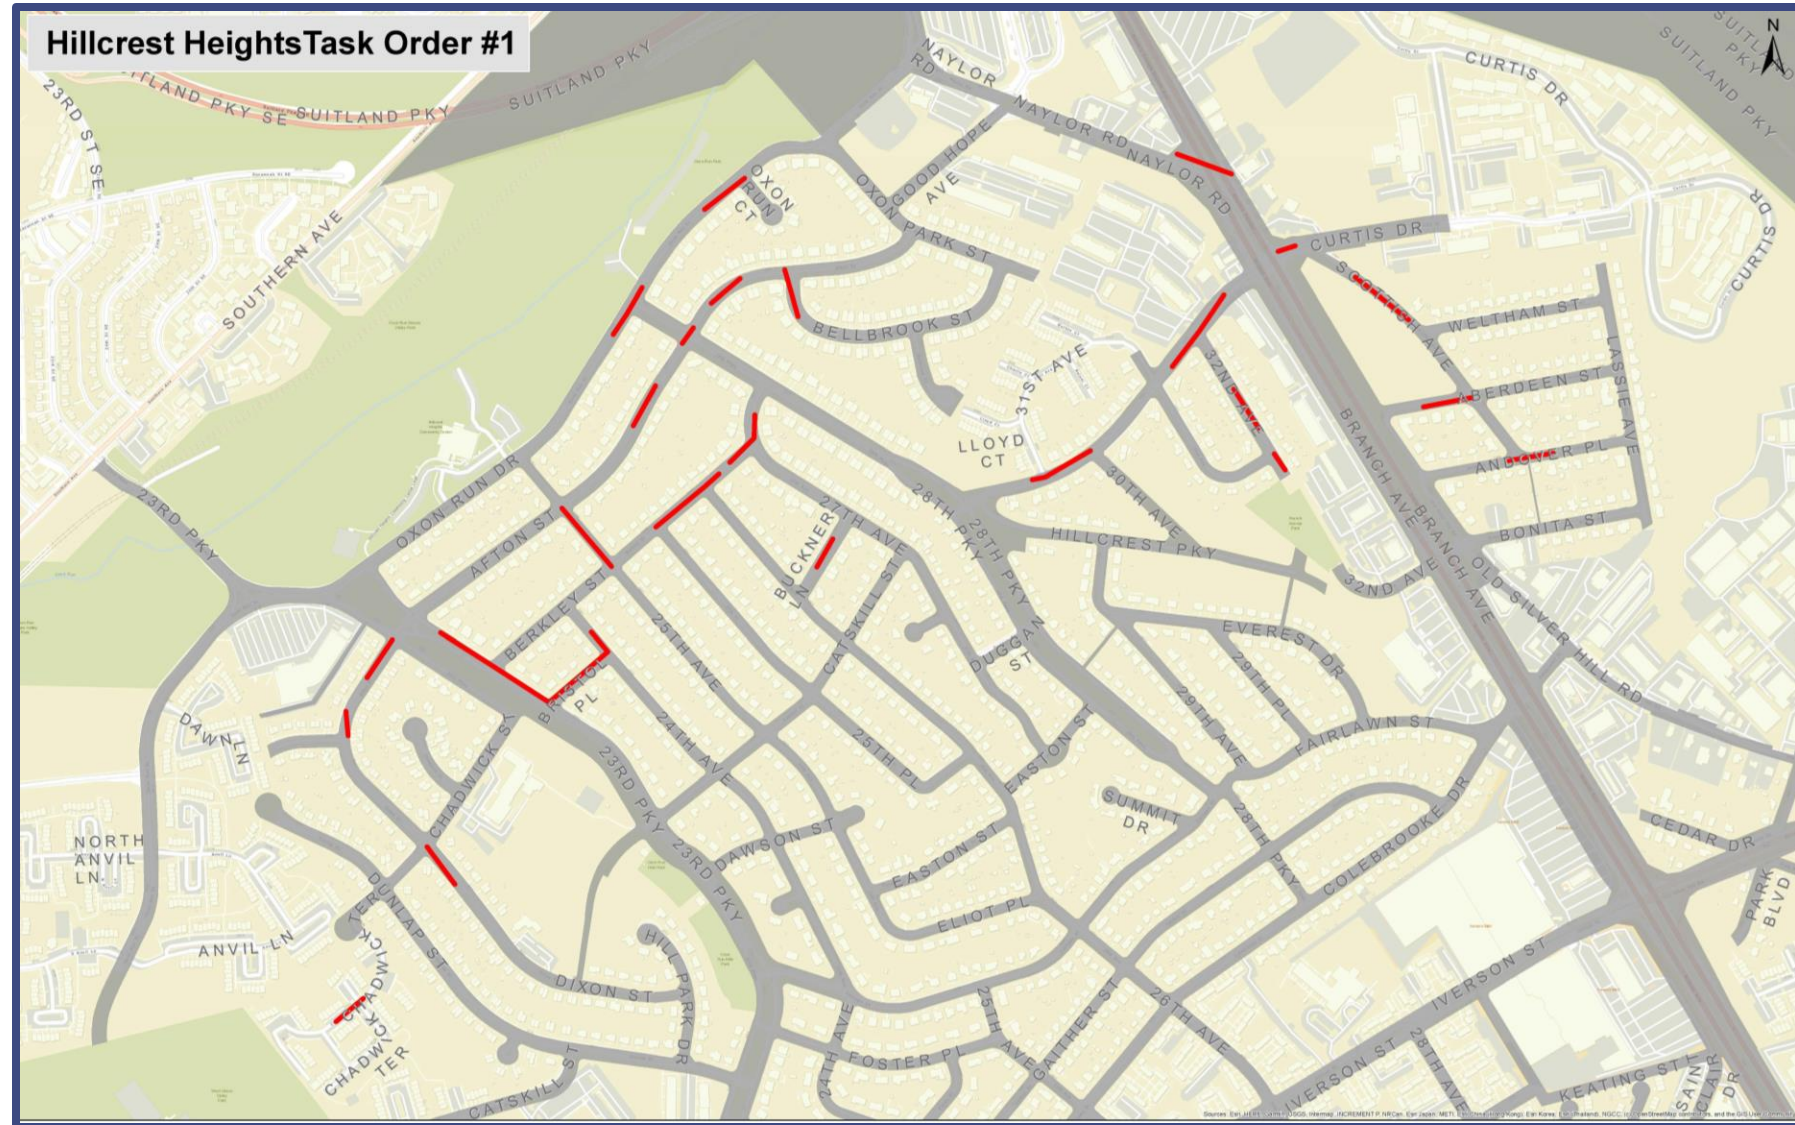 Hillcrest HeightsTask Order #1
N
SUITLAND PKY
SUITLAND PKY
SUITLAND PKY
SUITLAND PKY
SUITLAND PKY SE
23RD ST SE
SOUTHERN AVE
NAYLOR RD
NAYLOR RD
NAYLOR RD
GOOD HOPE AVE
CURTIS DR
CURTIS DR
CURTIS DR
OXON RUN CT
OXON PARK ST
SCOTTISH AVE
WELTHAM ST
LASSIE AVE
ABERDEEN ST
ANDOVER PL
BONITA ST
BELLBROOK ST
31ST AVE
32ND AVE
LLOYD CT
30TH AVE
BRANCH AVE
BRANCH AVE
28TH PKY
28TH PKY
HILLCREST PKY
32ND AVE
OLD SILVER HILL RD
23RD PKY
OXON RUN DR
AFTON ST
BERKLEY ST
BRISTOL PL
25TH AVE
BUCKNER LN
27TH AVE
CATSKILL ST
DUGGAN ST
EVEREST DR
29TH PL
29TH AVE
FAIRLAWN ST
DAWN LN
CHADWICK ST
24TH AVE
25TH PL
EASTON ST
SUMMIT DR
28TH PKY
COLEBROOKE DR
CEDAR DR
PARK BLVD
NORTH
ANVIL
LN
23RD PKY
23RD PKY
DAWSON ST
EASTON ST
ELIOT PL
ANVIL LN
DUNLAP ST
CHADWICK TER
CHADWICK TER
DIXON ST
HILL PARK DR
IVERSON ST
IVERSON ST
26TH AVE
25TH AVE
GAITHER ST
24TH AVE
FOSTER PL
CATSKILL ST
28TH AVE
KEATING ST
SAINT CLAIR DR